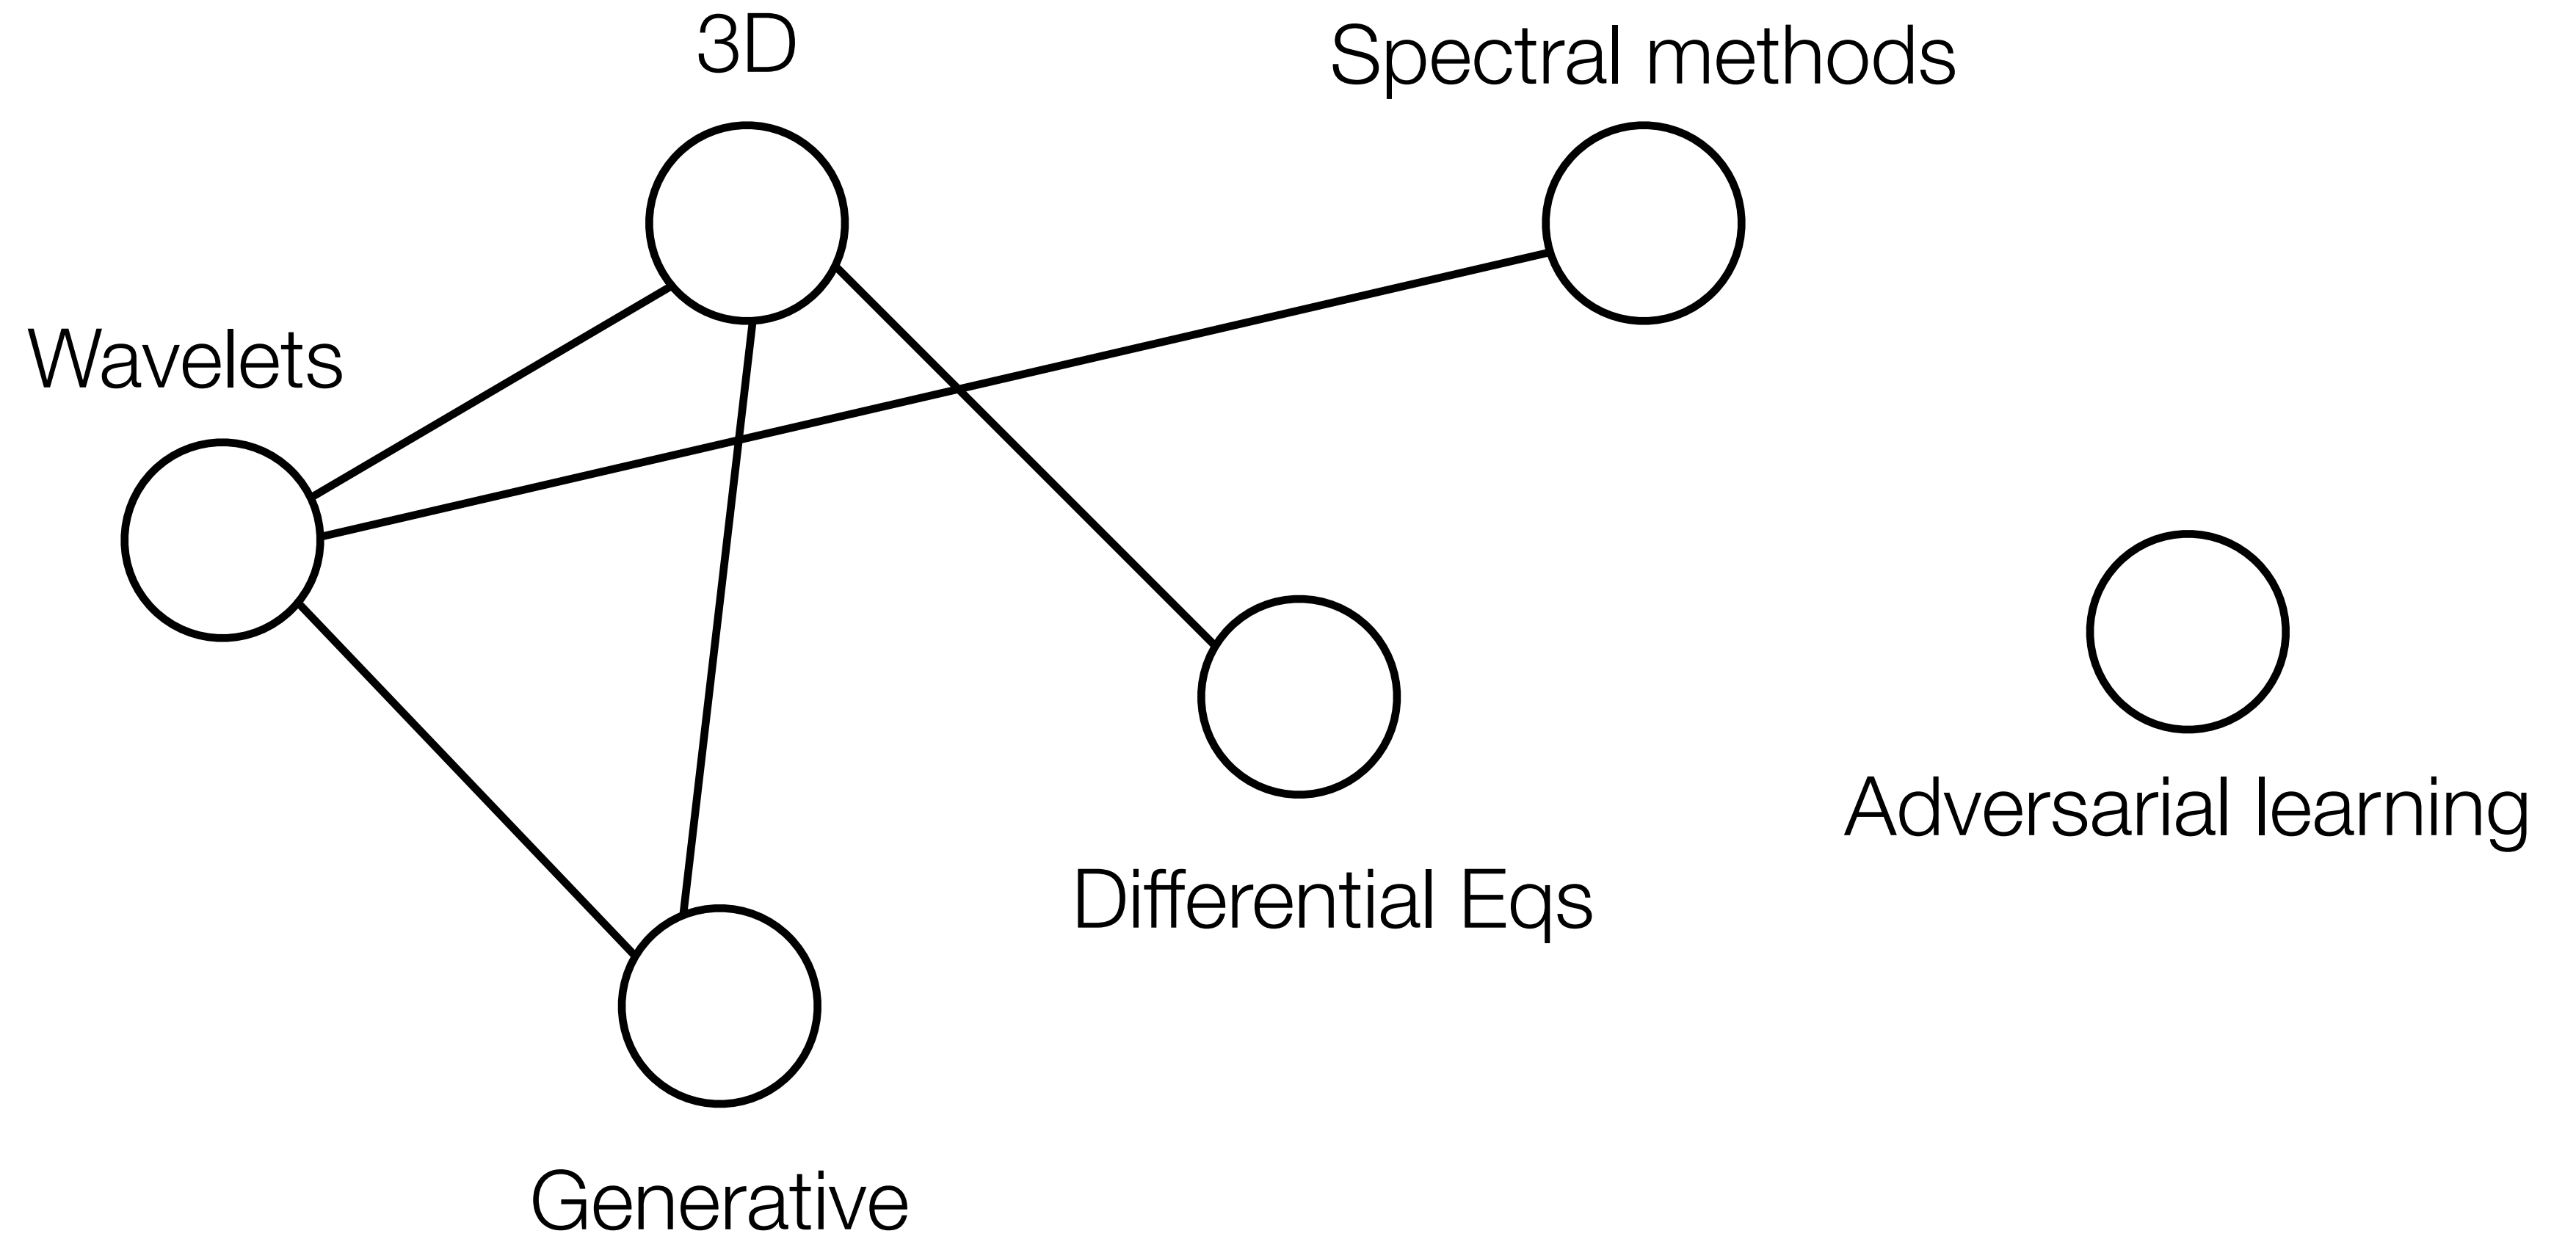 3D
Spectral methods
Wavelets
Adversarial learning
Differential Eqs
Generative